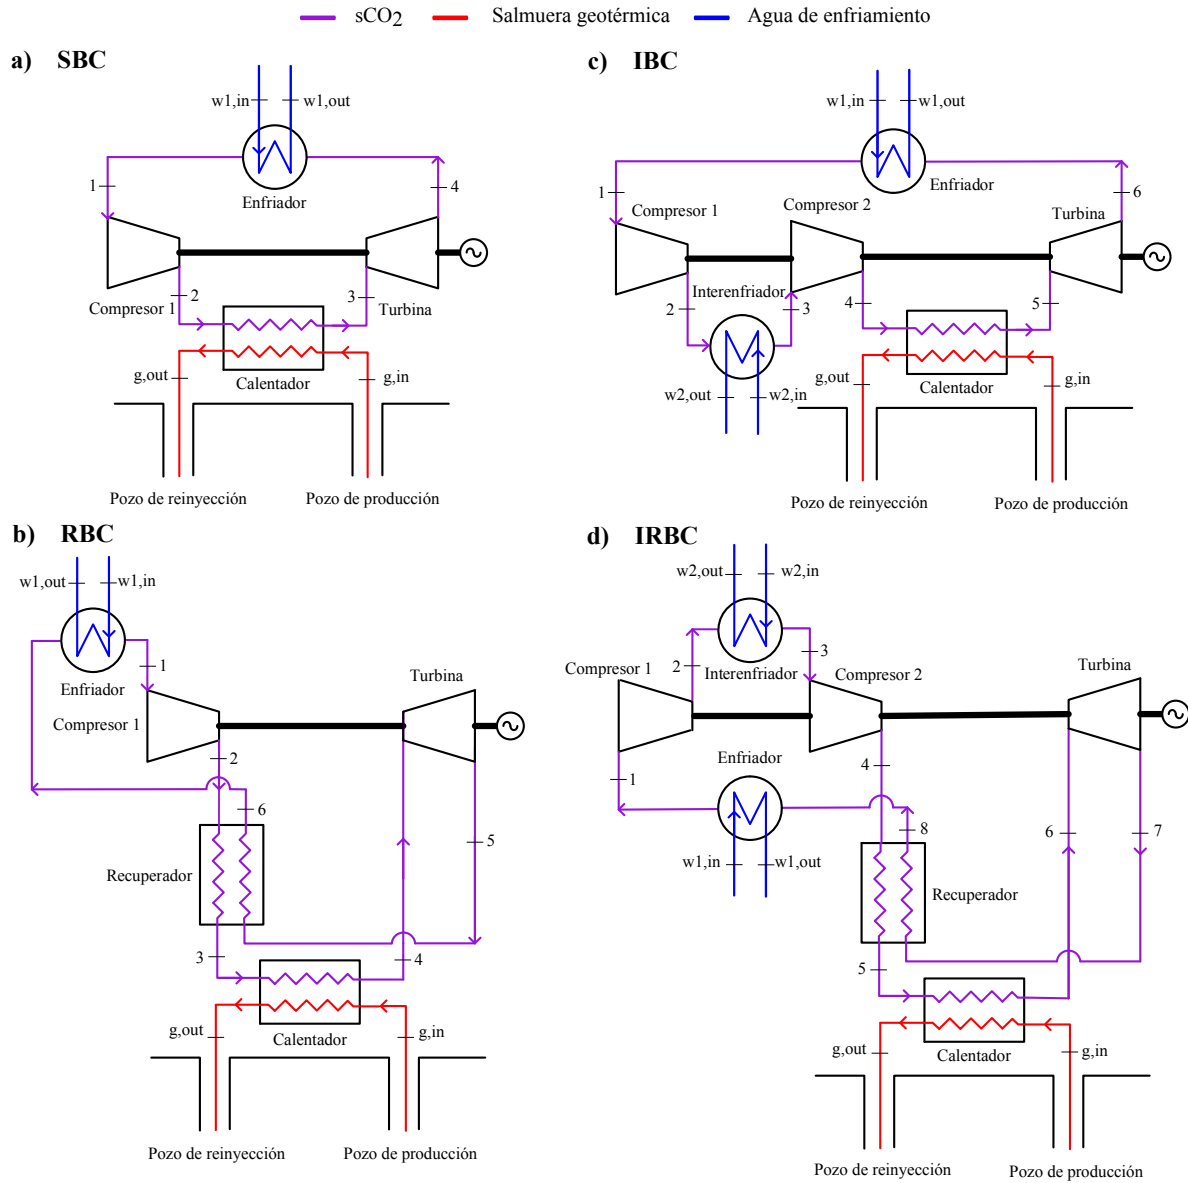 sCO2 Salmuera geotérmica Agua de enfriamiento
a) SBC
w1,in w1,out
1
4
Enfriador
2
3
Compresor 1
Turbina
g,out
Calentador
g,in
Pozo de reinyección
Pozo de producción
c) IBC
w1,in w1,out
1
6
Enfriador
Compresor 1
Compresor 2
Turbina
Interenfriador
2
3
4
5
g,out
Calentador
g,in
w2,out w2,in
Pozo de reinyección
Pozo de producción
b) RBC
w1,out w1,in
1
Enfriador
Turbina
Compresor 1
2
6
5
Recuperador
3
4
g,out
Calentador
g,in
Pozo de reinyección
Pozo de producción
d) IRBC
w2,out w2,in
Compresor 1
2
Interenfriador
3
Compresor 2
Turbina
Enfriador
1
4
w1,in w1,out
8
6
7
Recuperador
5
g,out
Calentador
g,in
Pozo de reinyección
Pozo de producción